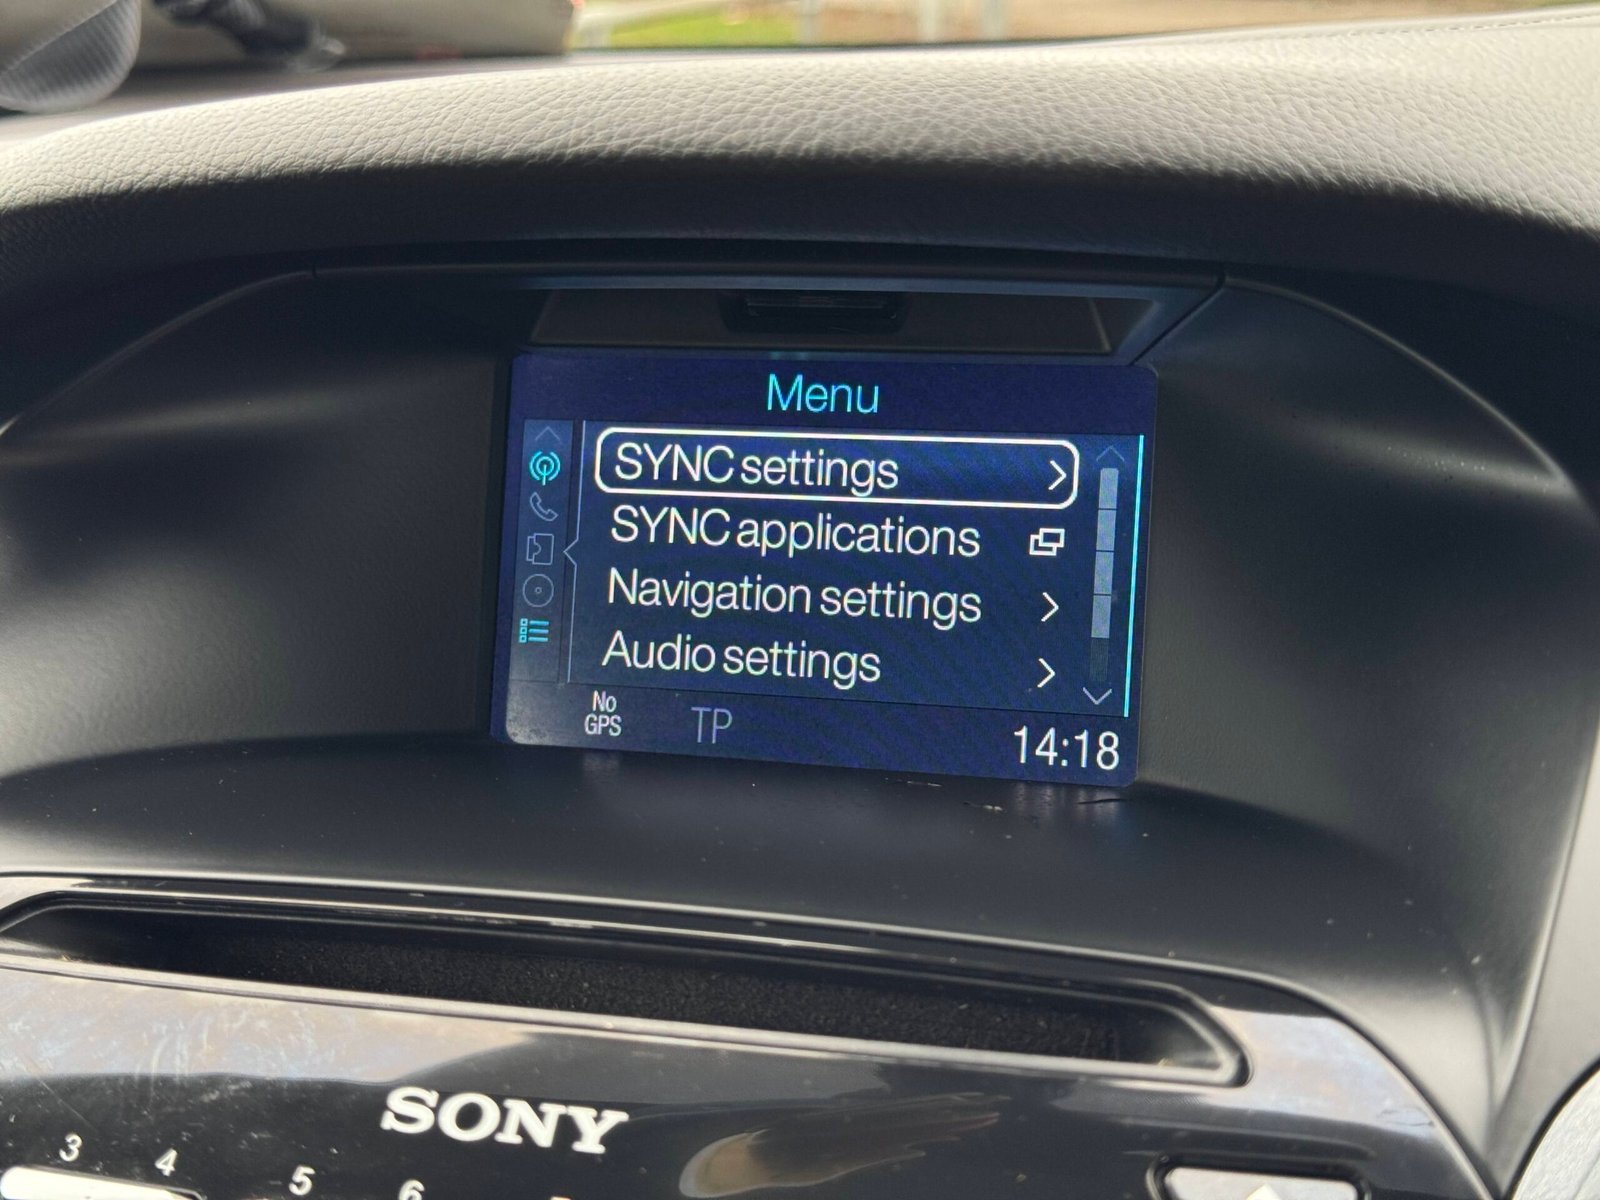 Menu
SYNC settings
SYNC applications
Navigation settings
Audio settings
No
GPS
TP
14:18
SONY
3 4 5 6